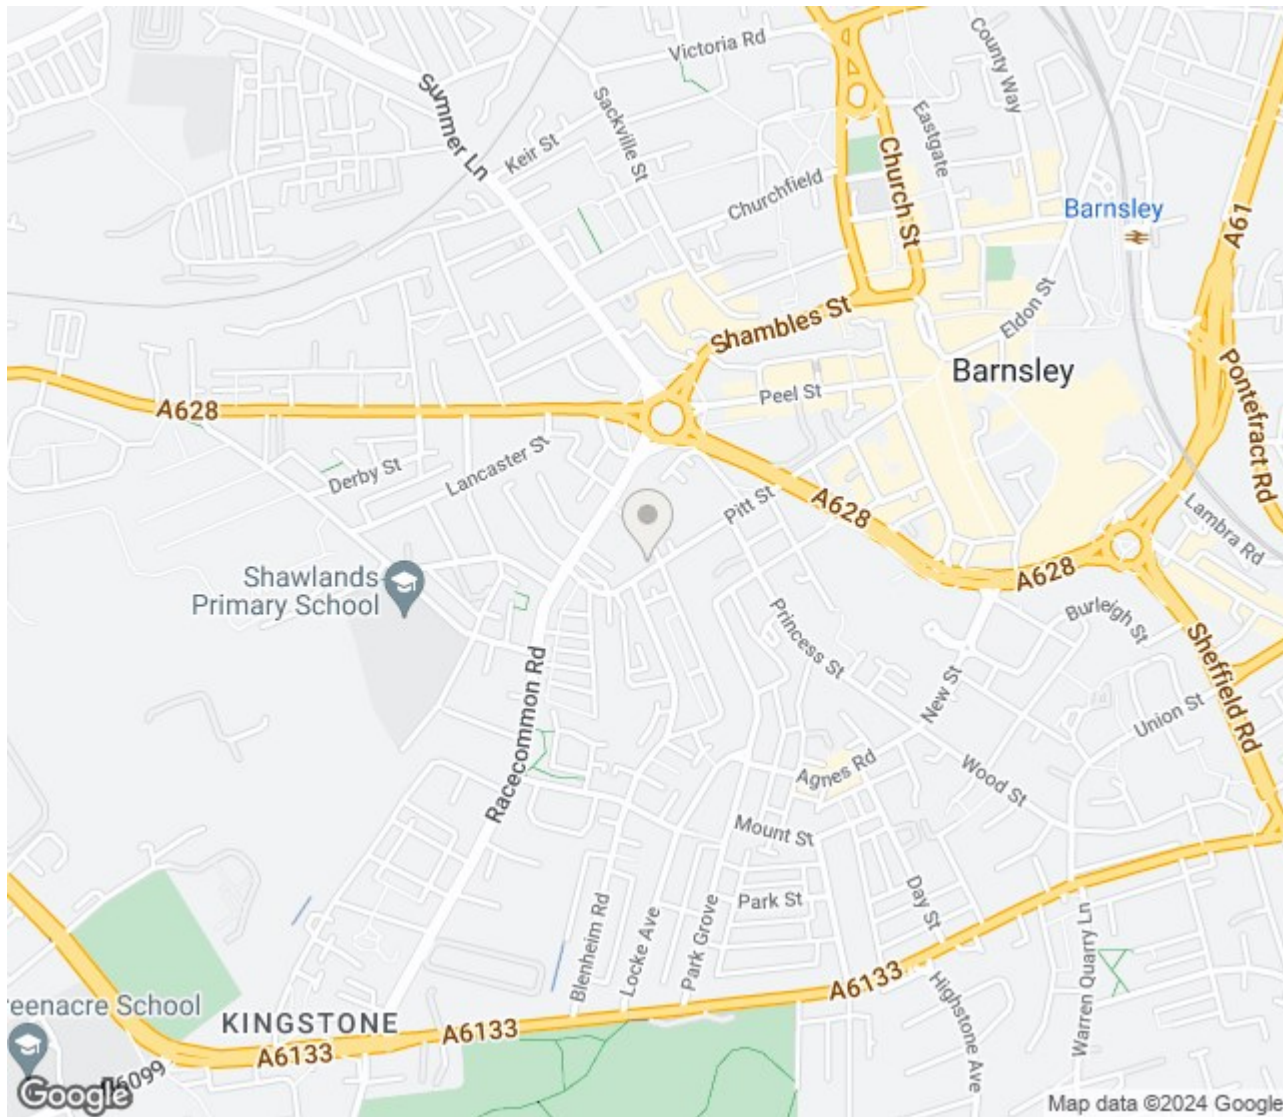 Victoria Rd
County Way
Summer Ln
Sackville St
Eastgate
Keir St
Church St
Churchfield
Barnsley
A61
Eldon St
Shambles St
Barnsley
Peel St
Pontefract Rd
A628
Derby St
Lancaster St
Pitt St
A628
Lambra Rd
Shawlands
Primary School
A628
Princess St
Burleigh St
Sheffield Rd
New St
Union St
Racecommon Rd
Agnes Rd
Wood St
Mount St
Park St
Day St
Blenheim Rd
Locke Ave
Park Grove
Warren Quarry Ln
A6133
Highstone Ave
reenacre School
KINGSTONE
A6133
A6133
A6099
Google
Map data ©2024 Google